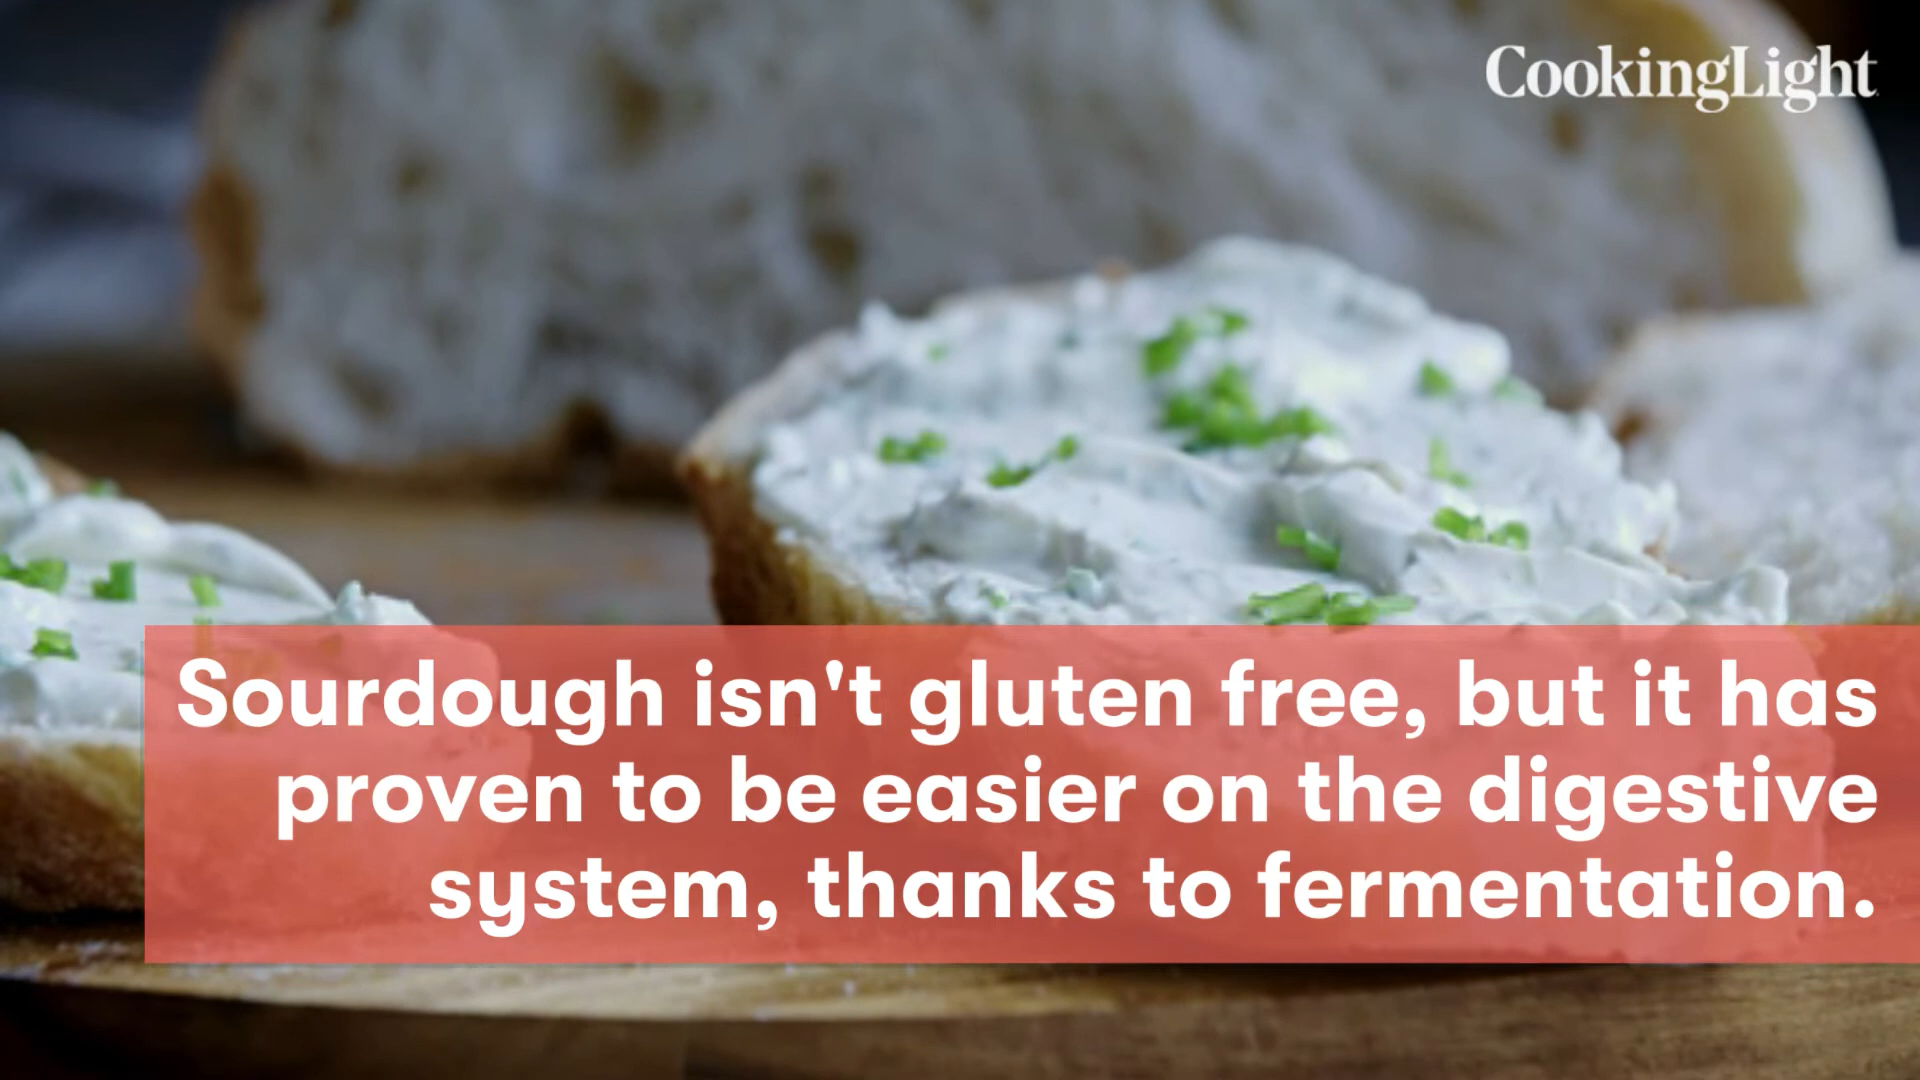 CookingLight
Sourdough isn't gluten free, but it has
proven to be easier on the digestive
system, thanks to fermentation.